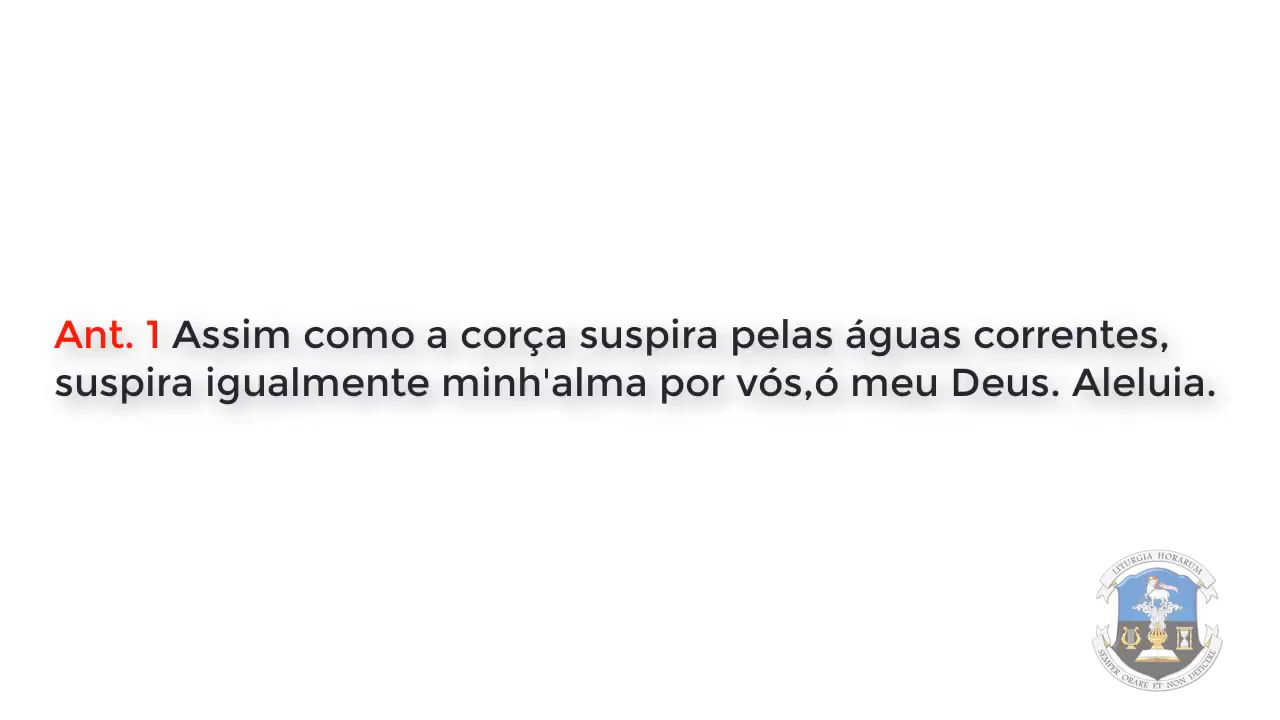 Ant. 1 Assim como a corça suspira pelas águas correntes,
suspira igualmente minh'alma por vós,ó meu Deus. Aleluia.
LITURGIA HORARUM
SEMPER ORARE ET NON DEFICERE